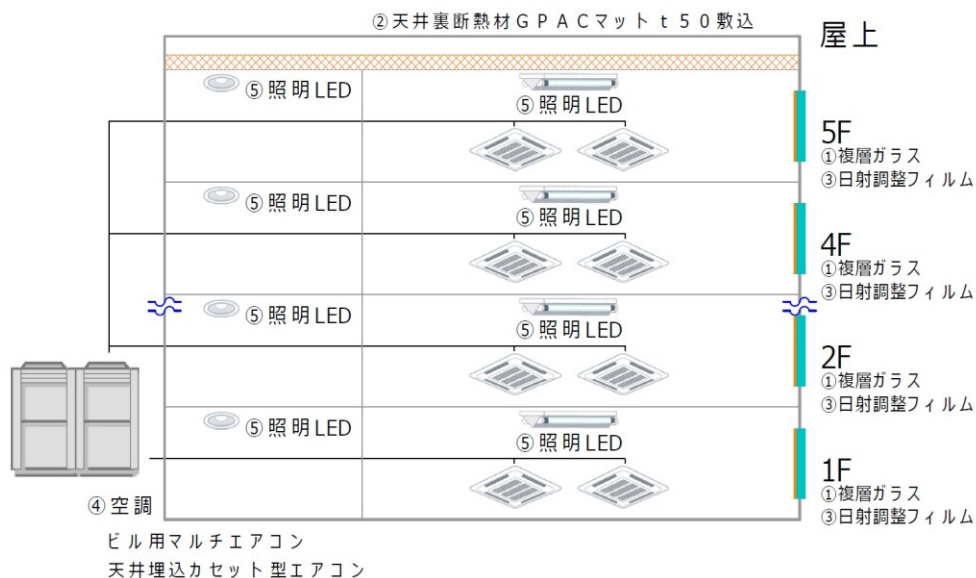 ②天井裏断熱材GPACマットt50敷込
屋上
⑤照明LED
⑤照明LED
5F
①複層ガラス
③日射調整フィルム
⑤照明LED
⑤照明LED
4F
①複層ガラス
③日射調整フィルム
⑤照明LED
⑤照明LED
2F
①複層ガラス
③日射調整フィルム
⑤照明LED
⑤照明LED
1F
①複層ガラス
③日射調整フィルム
④空調
ビル用マルチエアコン
天井埋込カセット型エアコン